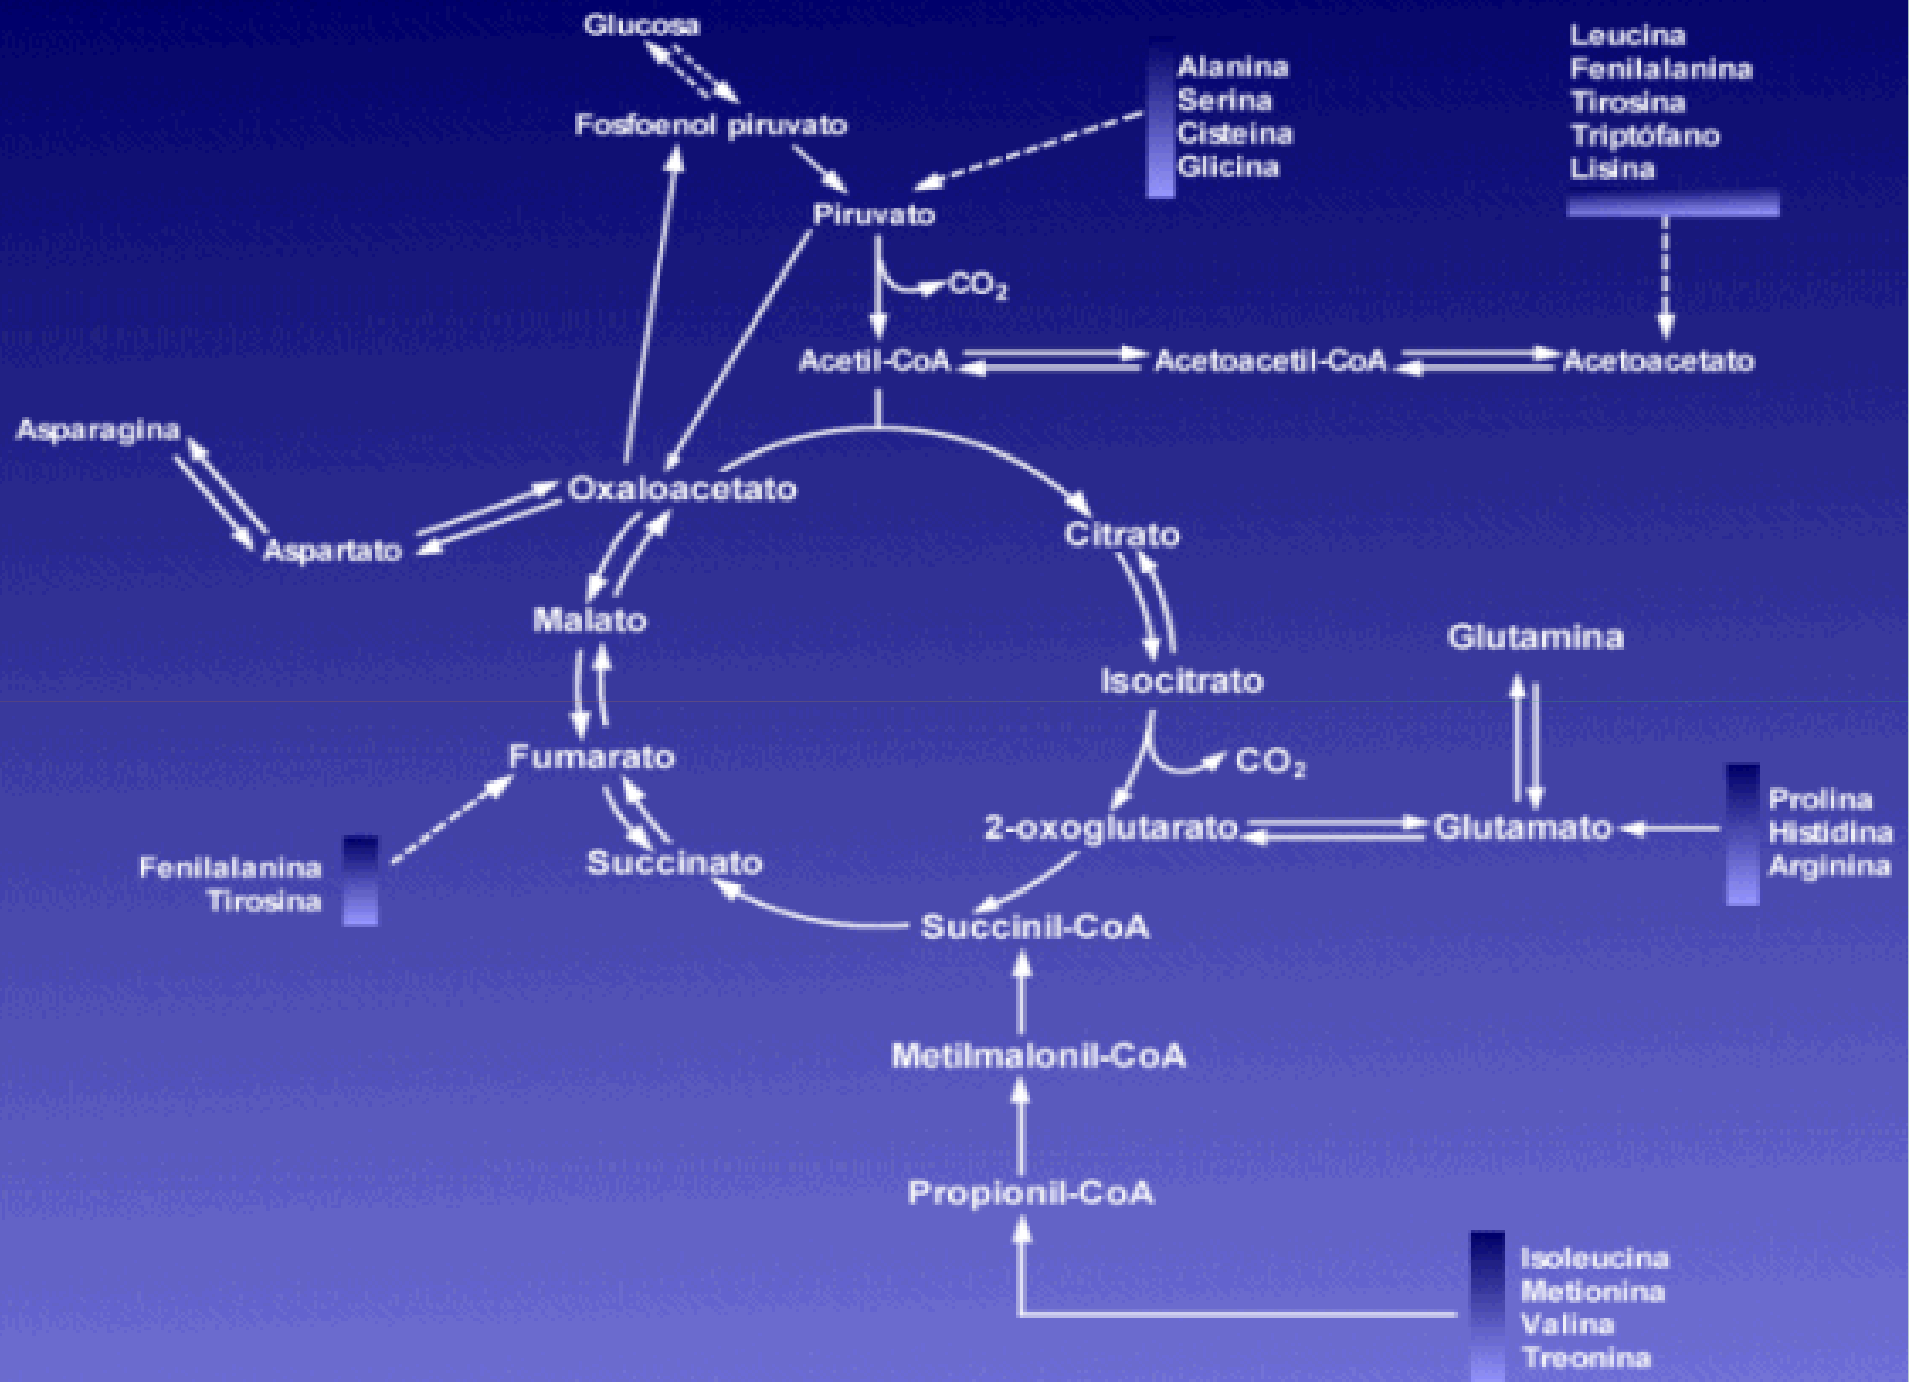 Glucosa
Leucina
Fenilalanina
Tirosina
Triptófano
Lisina
Alanina
Serina
Cisteina
Glicina
Fosfoenol piruvato
Piruvato
CO₂
Acetil-CoA
Acetoacetil-CoA
Acetoacetato
Asparagina
Oxaloacetato
Citrato
Aspartato
Malato
Glutamina
Isocitrato
Fumarato
CO₂
2-oxoglutarato
Glutamato
Prolina
Histidina
Arginina
Fenilalanina
Tirosina
Succinato
Succinil-CoA
Metilmalonil-CoA
Propionil-CoA
Isoleucina
Metionina
Valina
Treonina